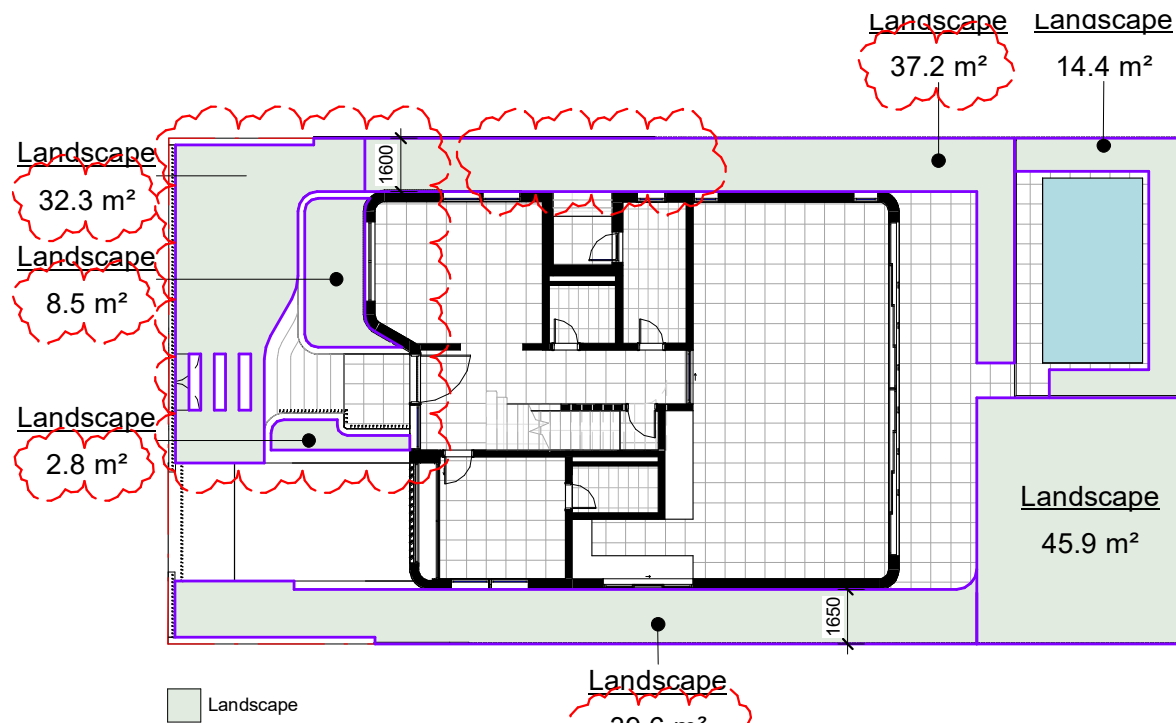 Landscape
37.2 m²
Landscape
14.4 m²
1600
Landscape
32.3 m²
Landscape
8.5 m²
Landscape
2.8 m²
Landscape
45.9 m²
1650
Landscape
Landscape